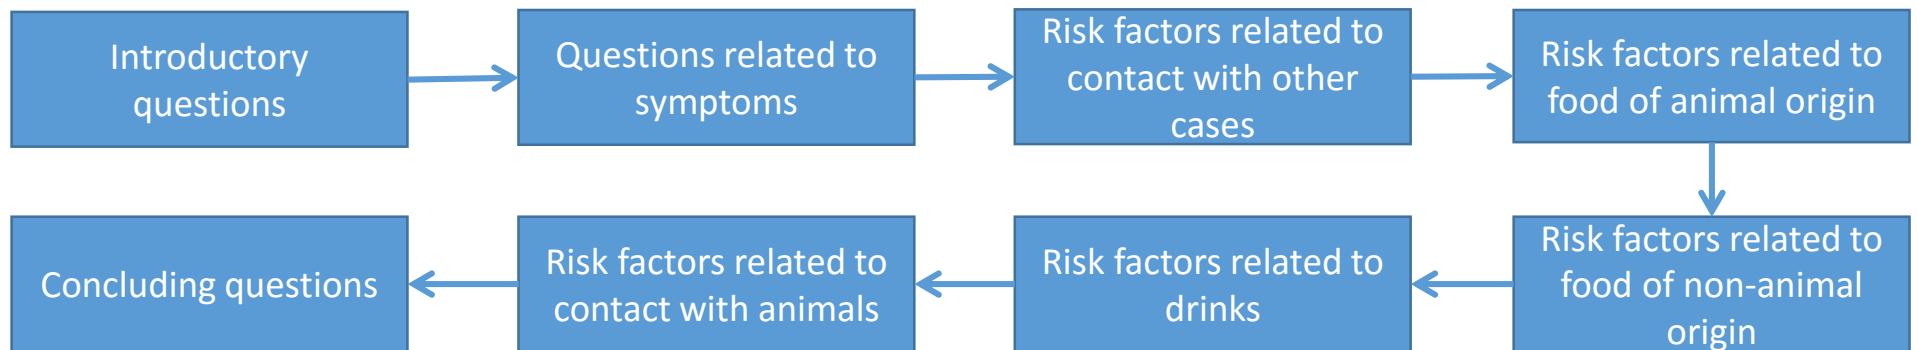 Introductory
questions
Questions related to
symptoms
Risk factors related to
contact with other
cases
Risk factors related to
food of animal origin
Risk factors related to
food of non-animal
origin
Risk factors related to
drinks
Risk factors related to
contact with animals
Concluding questions